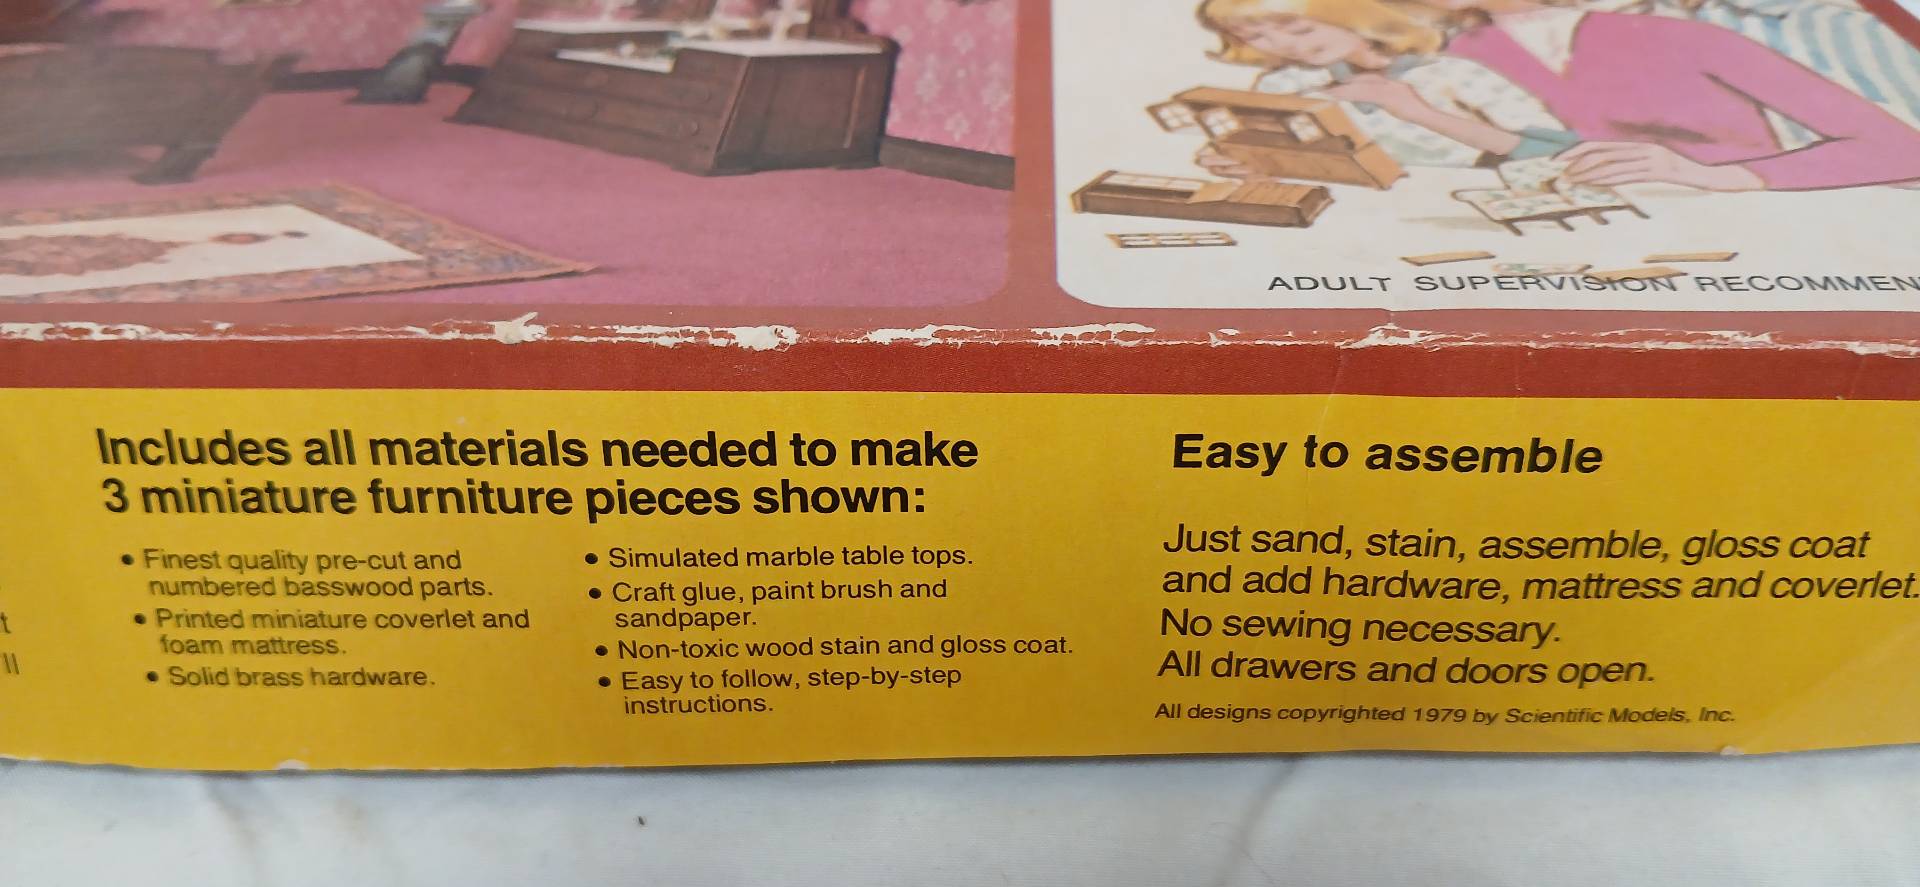 ADULT SUPERVISION
Includes all materials needed to make
3 miniature furniture pieces shown:
• Finest quality pre-cut and
numbered basswood parts.
• Printed miniature coverlet and
foam mattress.
• Solid brass hardware.
• Simulated marble table tops.
• Craft glue, paint brush and
sandpaper.
• Non-toxic wood stain and gloss coat.
• Easy to follow, step-by-step
instructions.
Easy to assemble
Just sand, stain, assemble, gloss coat
and add hardware, mattress and coverlet.
No sewing necessary.
All drawers and doors open.
All designs copyrighted 1979 by Scientific Models, Inc.